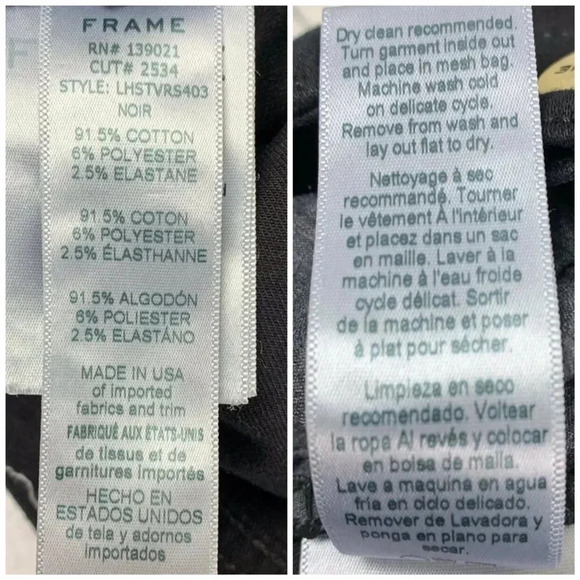 FRAME
RN# 139021
CUT# 2534
STYLE: LHSTVRS403
NOIR
91.5% COTTON
6% POLYESTER
2.5% ELASTANE
91.5% COTON
6% POLYESTER
2.5% ÉLASTHANNE
91.5% ALGODÓN
6% POLIESTER
2.5% ELASTÁNO
MADE IN USA
of imported
fabrics and trim
FABRIQUÉ AUX ÉTATS-UNIS
de tissus et de
garnitures importés
HECHO EN
ESTADOS UNIDOS
de tela y adornos
importados
Dry clean recommended.
Turn garment inside out
and place in mesh bag.
Machine wash cold
on delicate cycle.
Remove from wash and
lay out flat to dry.
Nettoyage à sec
recommandé. Tourner
le vêtement À l'intérieur
et placez dans un sac
en maille. Laver à la
machine à l'eau froide
cycle délicat. Sortir
de la machine et poser
à plat pour sécher.
Limpieza en seco
recomendado. Voltear
la ropa Al revés y colocar
en bolsa de malla.
Lave a maquina en agua
fría en ciclo delicado.
Remover de Lavadora y
ponga en plano para
secar.